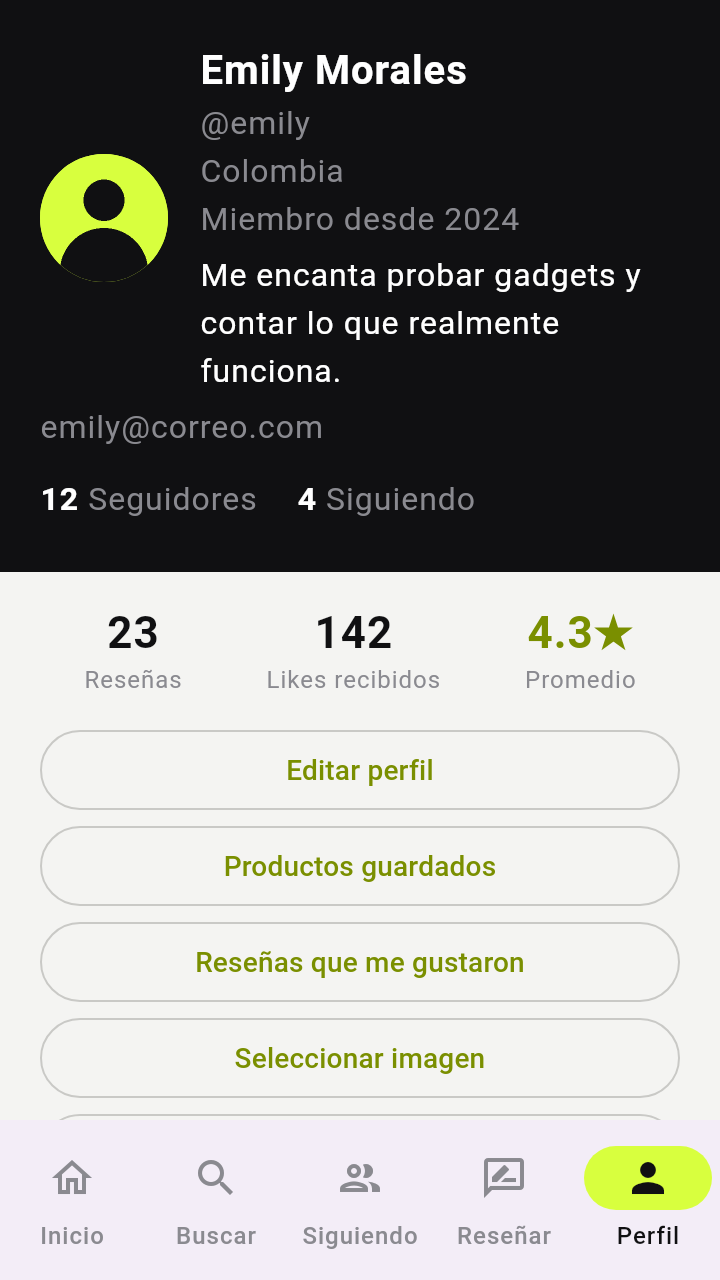 Emily Morales
@emily
Colombia
Miembro desde 2024
Me encanta probar gadgets y
contar lo que realmente
funciona.
emily@correo.com
12 Seguidores 4 Siguiendo
23 142 4.3★
Reseñas Likes recibidos Promedio
Editar perfil
Productos guardados
Reseñas que me gustaron
Seleccionar imagen
Inicio Buscar Siguiendo Reseñar Perfil